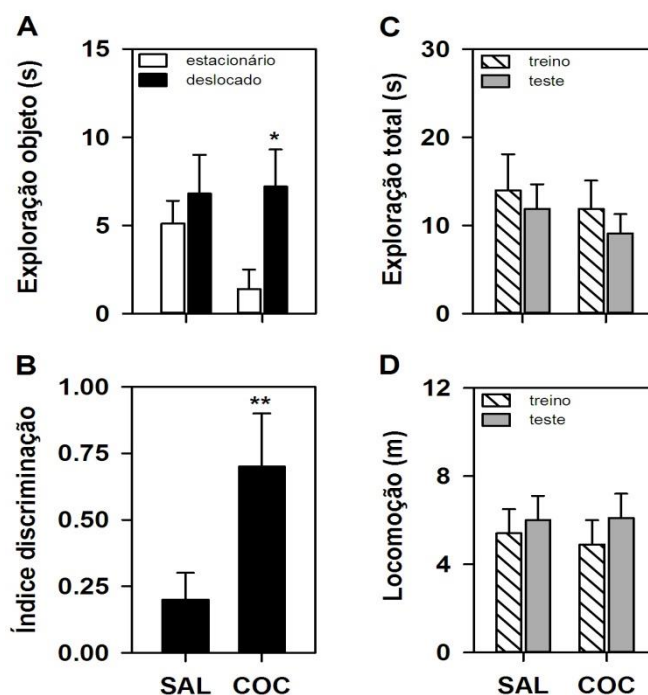 A
Exploração objeto (s)
15
10
5
0
estacionário
deslocado
*
C
Exploração total (s)
30
20
10
0
treino
teste
B
Índice discriminação
1.00
0.75
0.50
0.25
0.00
**
SAL COC
D
Locomoção (m)
12
8
4
0
treino
teste
SAL COC